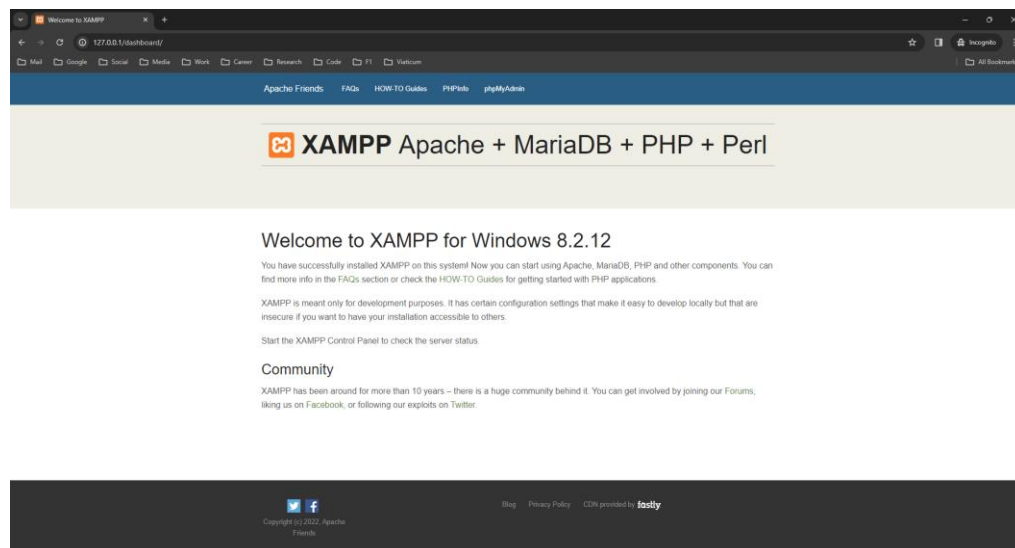 Welcome to XAMPP
127.0.0.1/dashboard/
Incognito
Mail Google Social Media Work Career Research Code F1 Viaticum
All Bookmark
Apache Friends FAQs HOW-TO Guides PHPInfo phpMyAdmin
XAMPP Apache + MariaDB + PHP + Perl
Welcome to XAMPP for Windows 8.2.12
You have successfully installed XAMPP on this system! Now you can start using Apache, MariaDB, PHP and other components. You can
find more info in the FAQs section or check the HOW-TO Guides for getting started with PHP applications.
XAMPP is meant only for development purposes. It has certain configuration settings that make it easy to develop locally but that are
insecure if you want to have your installation accessible to others.
Start the XAMPP Control Panel to check the server status.
Community
XAMPP has been around for more than 10 years – there is a huge community behind it. You can get involved by joining our Forums,
liking us on Facebook, or following our exploits on Twitter.
Blog Privacy Policy CDN provided by fastly
Copyright (c) 2022, Apache
Friends